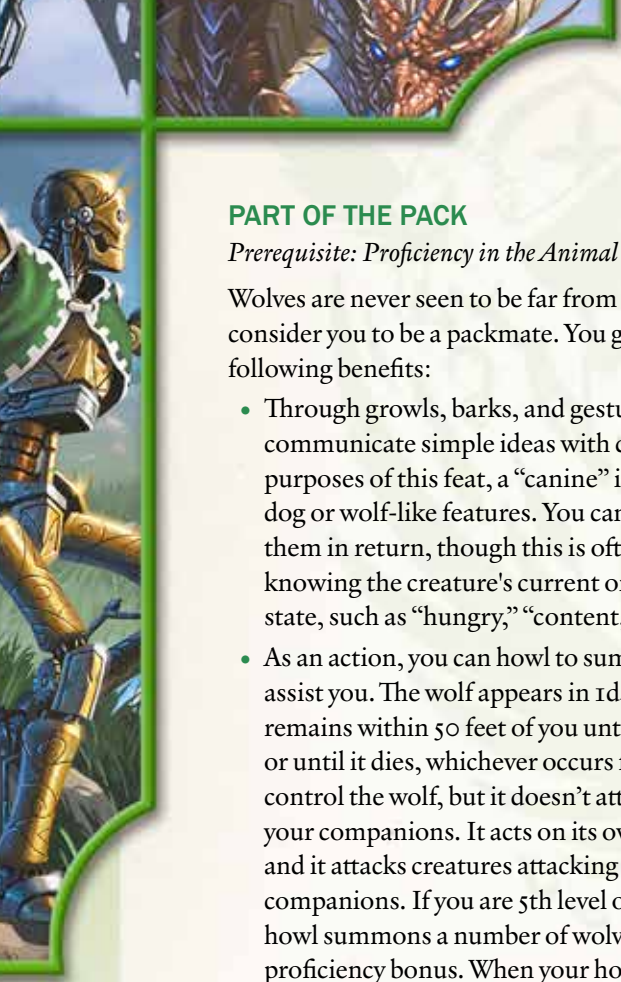 PART OF THE PACK
Prerequisite: Proficiency in the Animal
Wolves are never seen to be far from
consider you to be a packmate. You g
following benefits:
• Through growls, barks, and gestu
communicate simple ideas with c
purposes of this feat, a “canine” i
dog or wolf-like features. You can
them in return, though this is oft
knowing the creature's current or
state, such as “hungry,” “content,
• As an action, you can howl to sum
assist you. The wolf appears in 1d
remains within 50 feet of you unt
or until it dies, whichever occurs
control the wolf, but it doesn’t att
your companions. It acts on its ow
and it attacks creatures attacking
companions. If you are 5th level o
howl summons a number of wolv
proficiency bonus. When your ho